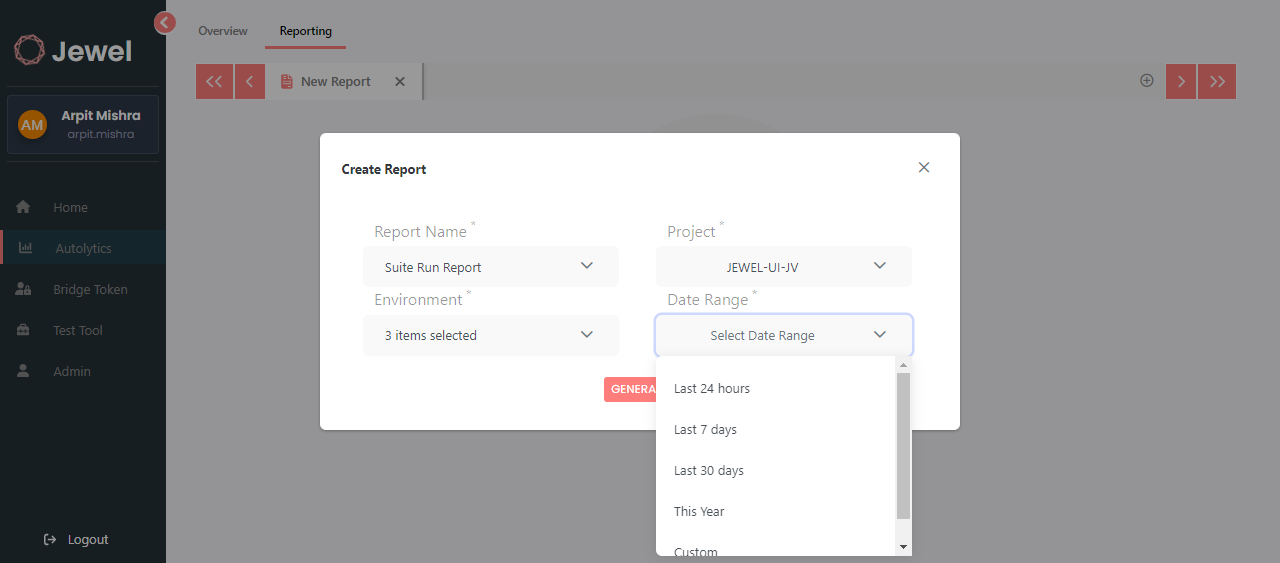 Jewel
AM
Arpit Mishra
arpit.mishra
Home
Autolytics
Bridge Token
Test Tool
Admin
Logout
Overview
Reporting
New Report
Create Report
Report Name *
Project *
Suite Run Report
JEWEL-UI-JV
Environment *
Date Range *
3 items selected
Select Date Range
GENERA
Last 24 hours
Last 7 days
Last 30 days
This Year
Custom